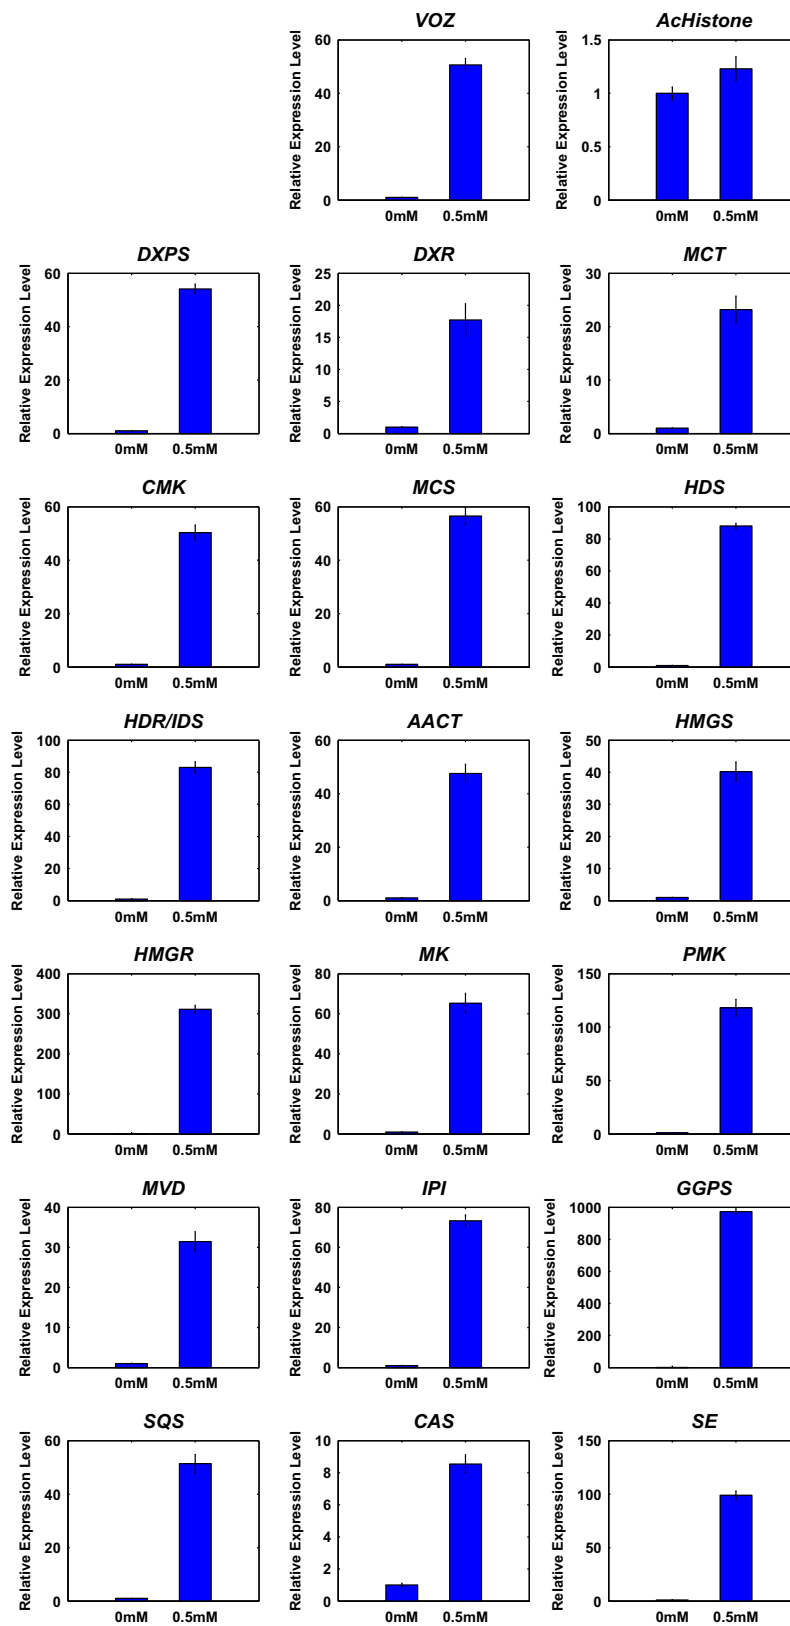 VOZ
Relative Expression Level
60
40
20
0
0mM 0.5mM
AcHistone
Relative Expression Level
1.5
1
0.5
0
0mM 0.5mM
DXPS
Relative Expression Level
60
40
20
0
0mM 0.5mM
DXR
Relative Expression Level
25
20
15
10
5
0
0mM 0.5mM
MCT
Relative Expression Level
30
20
10
0
0mM 0.5mM
CMK
Relative Expression Level
60
40
20
0
0mM 0.5mM
MCS
Relative Expression Level
60
40
20
0
0mM 0.5mM
HDS
Relative Expression Level
100
80
60
40
20
0
0mM 0.5mM
HDR/IDS
Relative Expression Level
100
80
60
40
20
0
0mM 0.5mM
AACT
Relative Expression Level
60
40
20
0
0mM 0.5mM
HMGS
Relative Expression Level
50
40
30
20
10
0
0mM 0.5mM
HMGR
Relative Expression Level
400
300
200
100
0
0mM 0.5mM
MK
Relative Expression Level
80
60
40
20
0
0mM 0.5mM
PMK
Relative Expression Level
150
100
50
0
0mM 0.5mM
MVD
Relative Expression Level
40
30
20
10
0
0mM 0.5mM
IPI
Relative Expression Level
80
60
40
20
0
0mM 0.5mM
GGPS
Relative Expression Level
1000
800
600
400
200
0
0mM 0.5mM
SQS
Relative Expression Level
60
40
20
0
0mM 0.5mM
CAS
Relative Expression Level
10
8
6
4
2
0
0mM 0.5mM
SE
Relative Expression Level
150
100
50
0
0mM 0.5mM